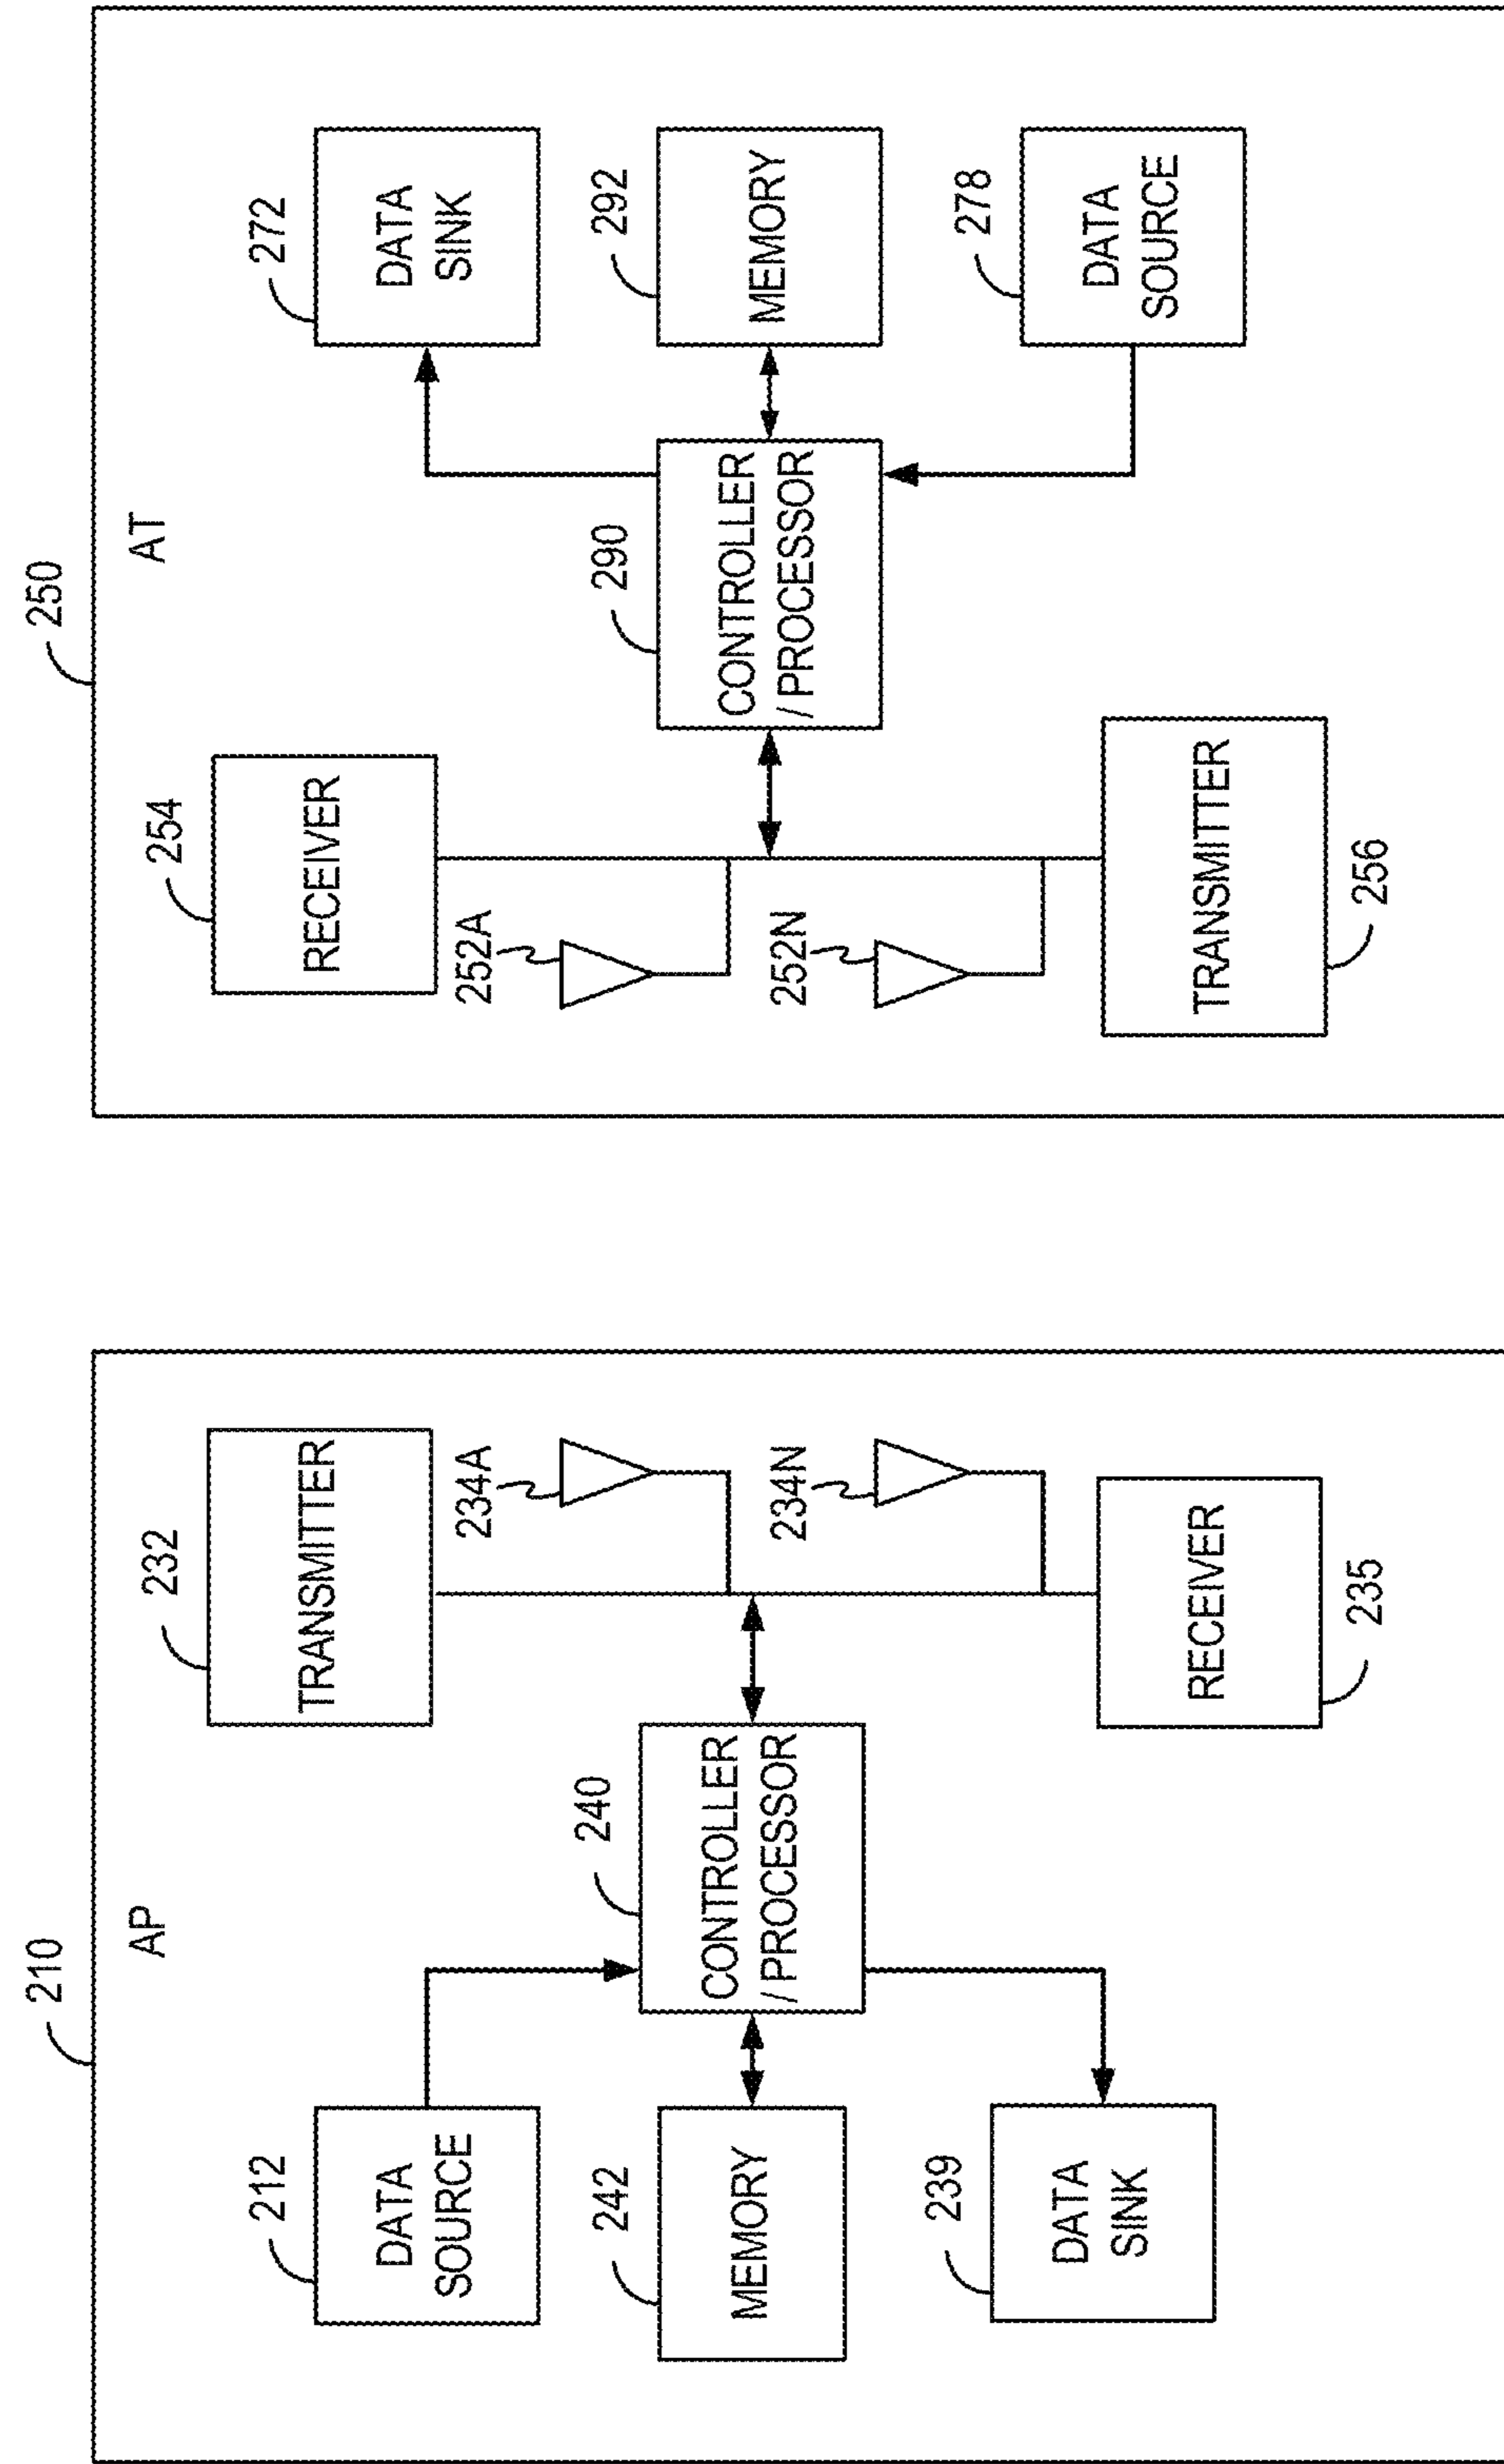 210
AP
212
DATA
SOURCE
242
MEMORY
239
DATA
SINK
240
CONTROLLER
/ PROCESSOR
232
TRANSMITTER
234A
234N
RECEIVER
235
250
AT
254
RECEIVER
252A
252N
TRANSMITTER
256
290
CONTROLLER
/ PROCESSOR
272
DATA
SINK
292
MEMORY
278
DATA
SOURCE